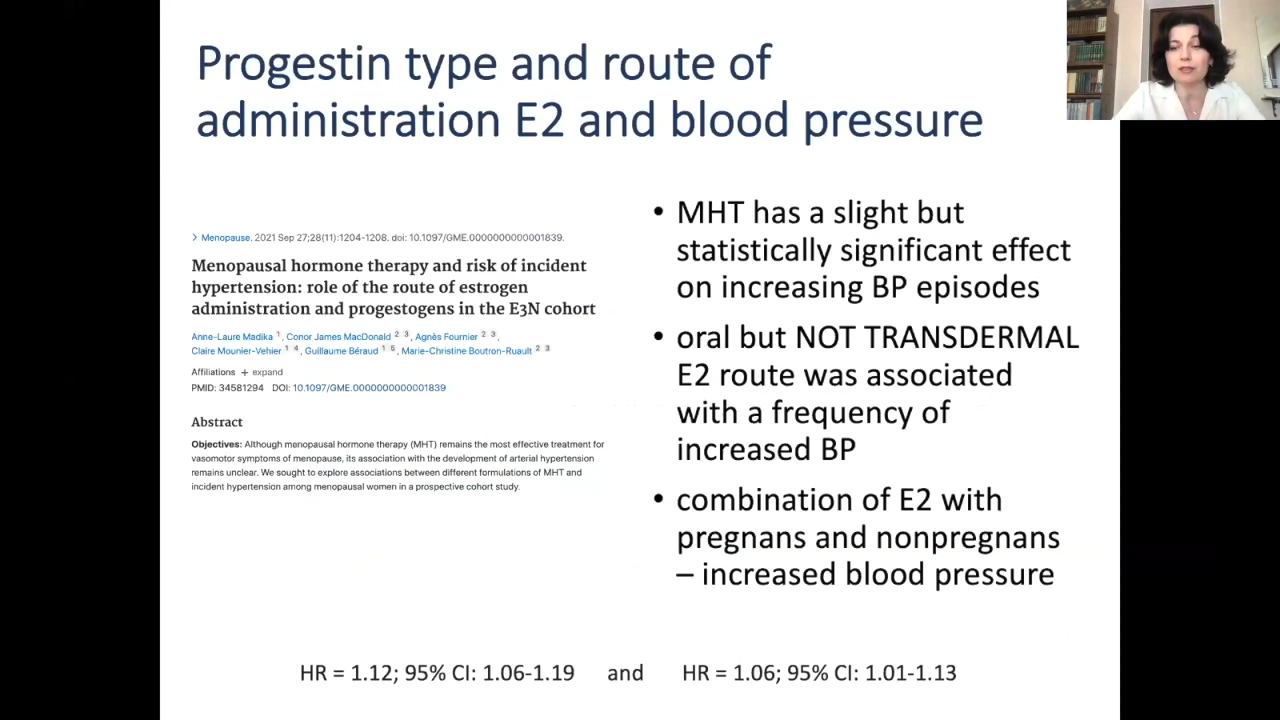 Progestin type and route of
administration E2 and blood pressure
> Menopause. 2021 Sep 27;28(11):1204-1208. doi: 10.1097/GME.0000000000001839.
Menopausal hormone therapy and risk of incident
hypertension: role of the route of estrogen
administration and progestogens in the E3N cohort
Anne-Laure Madika 1, Conor James MacDonald 2 3, Agnès Fournier 2 3,
Claire Mounier-Vehier 1 4, Guillaume Béraud 1 5, Marie-Christine Boutron-Ruault 2 3
Affiliations + expand
PMID: 34581294 DOI: 10.1097/GME.0000000000001839
Abstract
Objectives: Although menopausal hormone therapy (MHT) remains the most effective treatment for
vasomotor symptoms of menopause, its association with the development of arterial hypertension
remains unclear. We sought to explore associations between different formulations of MHT and
incident hypertension among menopausal women in a prospective cohort study.
• MHT has a slight but
statistically significant effect
on increasing BP episodes
• oral but NOT TRANSDERMAL
E2 route was associated
with a frequency of
increased BP
• combination of E2 with
pregnans and nonpregnans
– increased blood pressure
HR = 1.12; 95% CI: 1.06-1.19 and HR = 1.06; 95% CI: 1.01-1.13